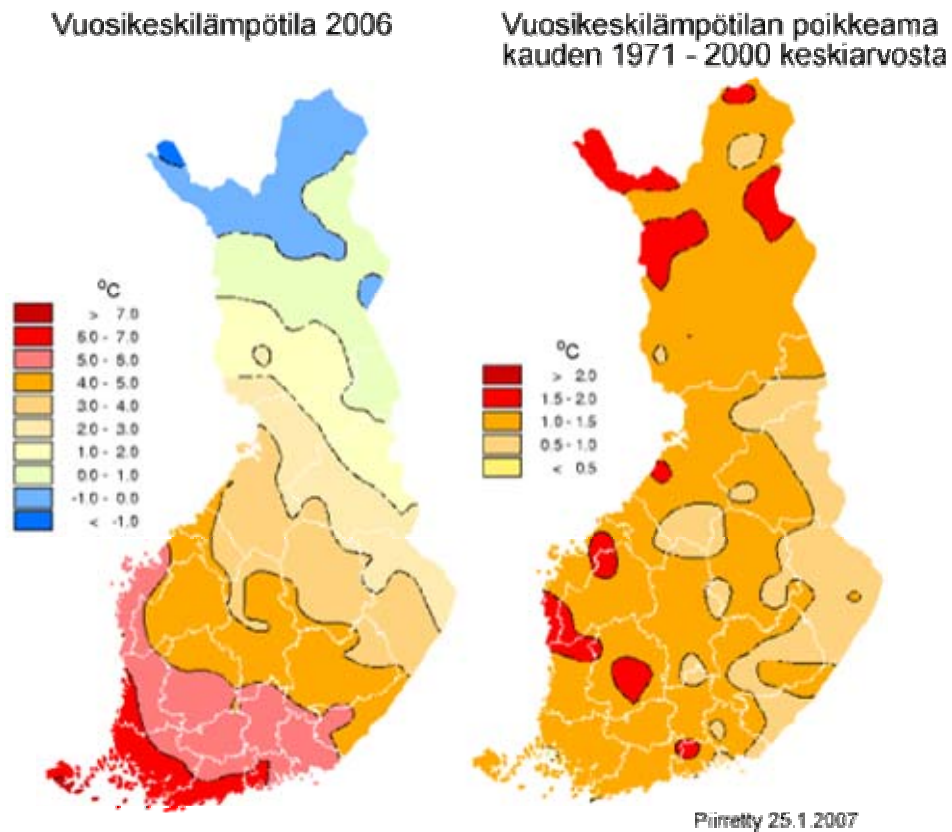 Vuosikeskilämpötila 2006
Vuosikeskilämpötilan poikkeama
kauden 1971 - 2000 keskiarvosta
°C
> 7.0
6.0 - 7.0
5.0 - 6.0
4.0 - 5.0
3.0 - 4.0
2.0 - 3.0
1.0 - 2.0
0.0 - 1.0
-1.0 - 0.0
< -1.0
°C
> 2.0
1.5 - 2.0
1.0 - 1.5
0.5 - 1.0
< 0.5
Piirretty 25.1.2007